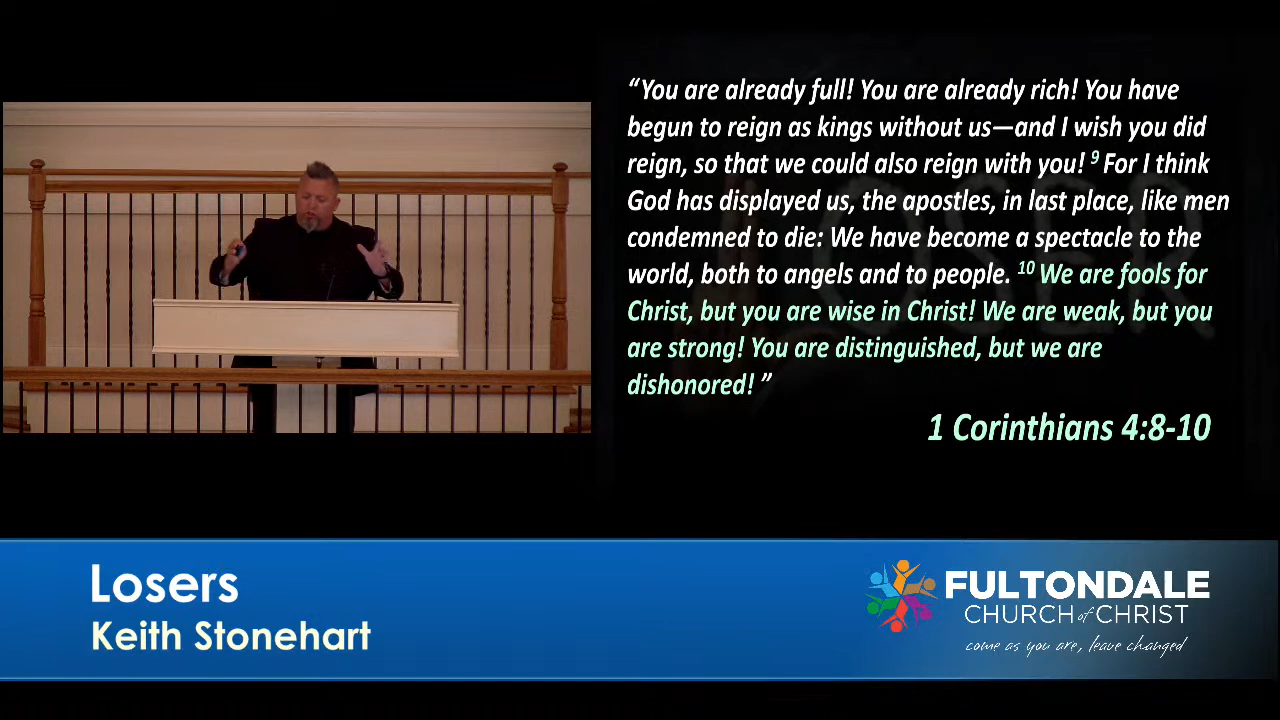 “You are already full! You are already rich! You have
begun to reign as kings without us—and I wish you did
reign, so that we could also reign with you! 9 For I think
God has displayed us, the apostles, in last place, like men
condemned to die: We have become a spectacle to the
world, both to angels and to people. 10 We are fools for
Christ, but you are wise in Christ! We are weak, but you
are strong! You are distinguished, but we are
dishonored! ”
1 Corinthians 4:8-10
LOSER
Losers
Keith Stonehart
FULTONDALE
CHURCH of CHRIST
come as you are, leave changed